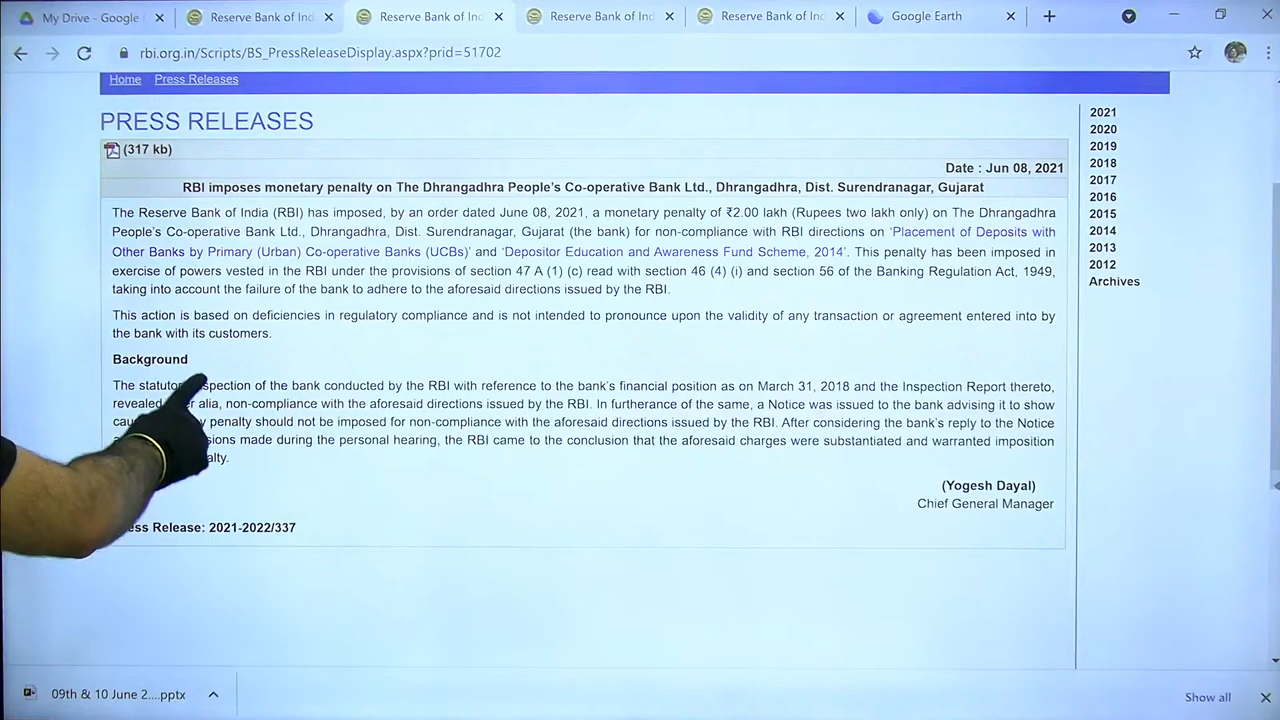 My Drive - Google
Reserve Bank of Ind
Reserve Bank of Ind
Reserve Bank of Ind
Reserve Bank of Ind
Google Earth
rbi.org.in/Scripts/BS_PressReleaseDisplay.aspx?prid=51702
Home Press Releases
PRESS RELEASES
(317 kb)
Date : Jun 08, 2021
RBI imposes monetary penalty on The Dhrangadhra People's Co-operative Bank Ltd., Dhrangadhra, Dist. Surendranagar, Gujarat
The Reserve Bank of India (RBI) has imposed, by an order dated June 08, 2021, a monetary penalty of ₹2.00 lakh (Rupees two lakh only) on The Dhrangadhra
People's Co-operative Bank Ltd., Dhrangadhra, Dist. Surendranagar, Gujarat (the bank) for non-compliance with RBI directions on 'Placement of Deposits with
Other Banks by Primary (Urban) Co-operative Banks (UCBs)' and 'Depositor Education and Awareness Fund Scheme, 2014'. This penalty has been imposed in
exercise of powers vested in the RBI under the provisions of section 47 A (1) (c) read with section 46 (4) (i) and section 56 of the Banking Regulation Act, 1949,
taking into account the failure of the bank to adhere to the aforesaid directions issued by the RBI.
This action is based on deficiencies in regulatory compliance and is not intended to pronounce upon the validity of any transaction or agreement entered into by
the bank with its customers.
Background
The statutory inspection of the bank conducted by the RBI with reference to the bank's financial position as on March 31, 2018 and the Inspection Report thereto,
revealed alia, non-compliance with the aforesaid directions issued by the RBI. In furtherance of the same, a Notice was issued to the bank advising it to show
penalty should not be imposed for non-compliance with the aforesaid directions issued by the RBI. After considering the bank's reply to the Notice
made during the personal hearing, the RBI came to the conclusion that the aforesaid charges were substantiated and warranted imposition
(Yogesh Dayal)
Chief General Manager
Release: 2021-2022/337
2021
2020
2019
2018
2017
2016
2015
2014
2013
2012
Archives
09th & 10 June 2....pptx
Show all